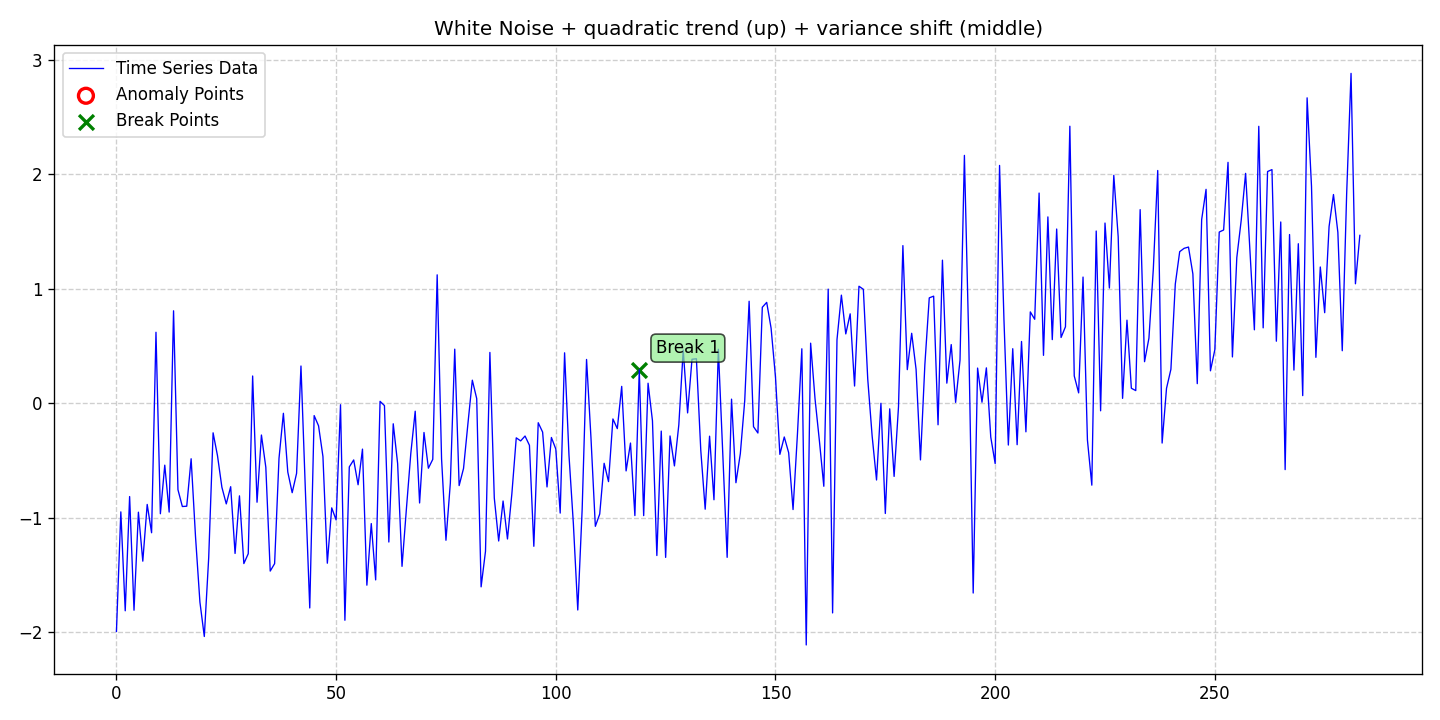 White Noise + quadratic trend (up) + variance shift (middle)
Time Series Data
Anomaly Points
Break Points
Break 1
3
2
1
0
−1
−2
0 50 100 150 200 250